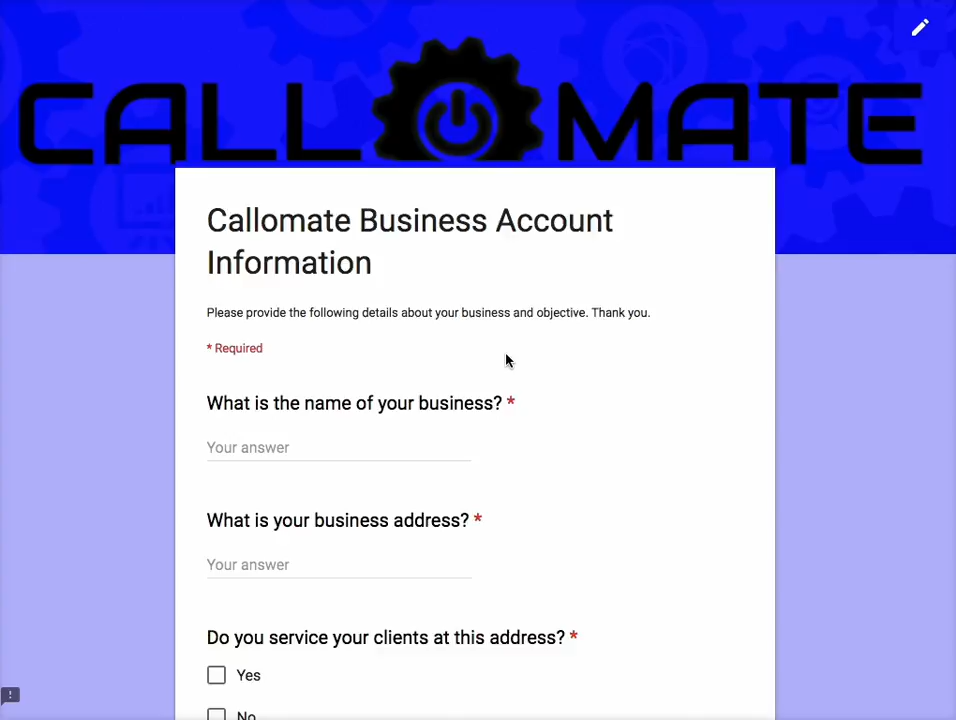 CALLOMATE
Callomate Business Account
Information
Please provide the following details about your business and objective. Thank you.
* Required
What is the name of your business? *
Your answer
What is your business address? *
Your answer
Do you service your clients at this address? *
Yes
No